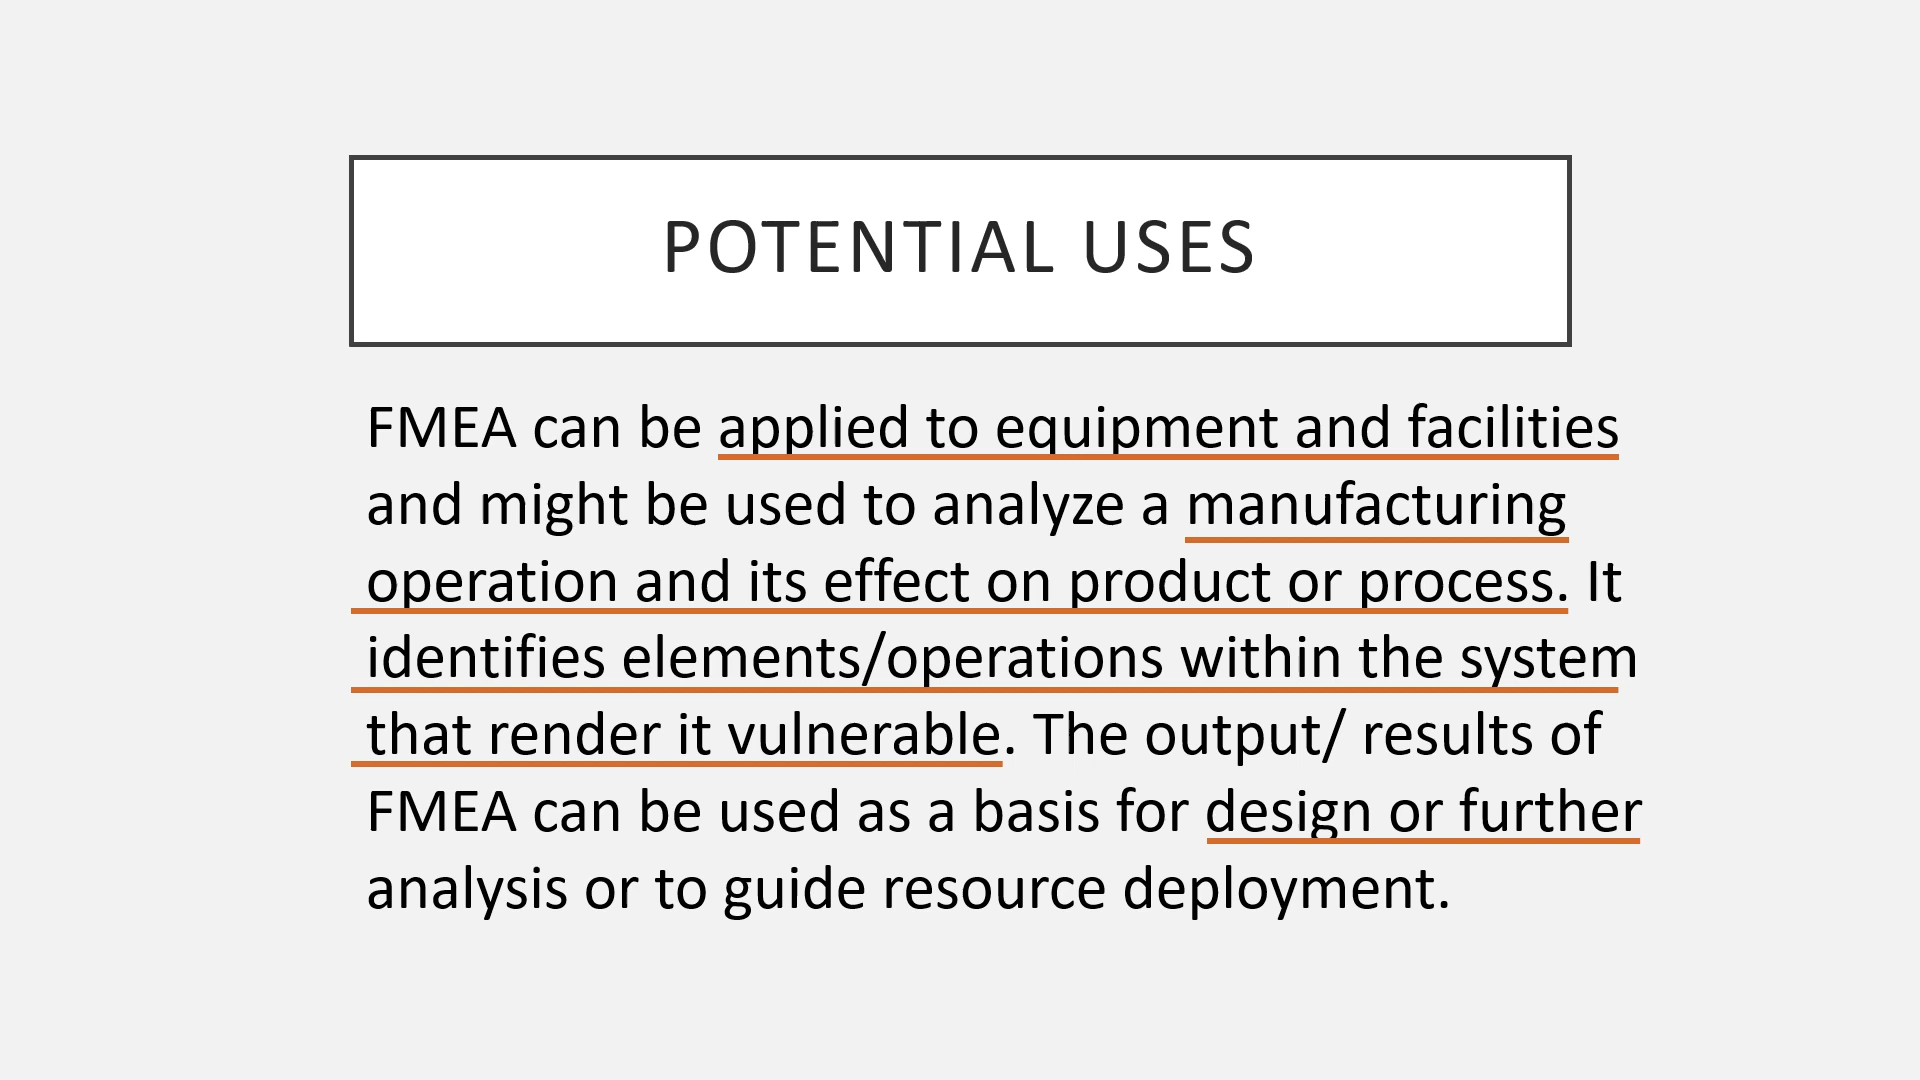 POTENTIAL USES
FMEA can be applied to equipment and facilities
and might be used to analyze a manufacturing
operation and its effect on product or process. It
identifies elements/operations within the system
that render it vulnerable. The output/ results of
FMEA can be used as a basis for design or further
analysis or to guide resource deployment.